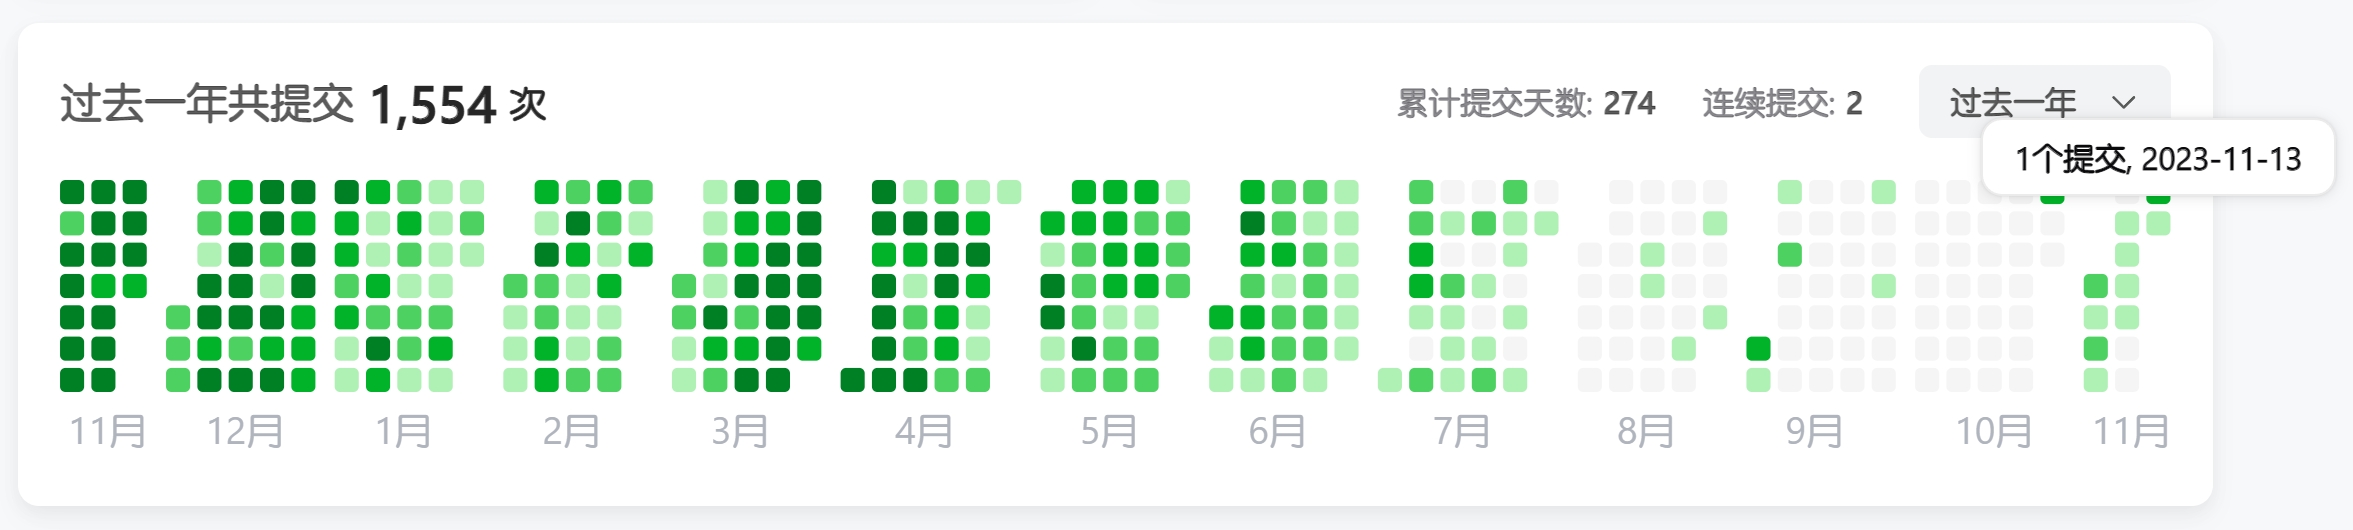 过去一年共提交 1,554 次
累计提交天数: 274 连续提交: 2 过去一年
1个提交, 2023-11-13
11月 12月 1月 2月 3月 4月 5月 6月 7月 8月 9月 10月 11月